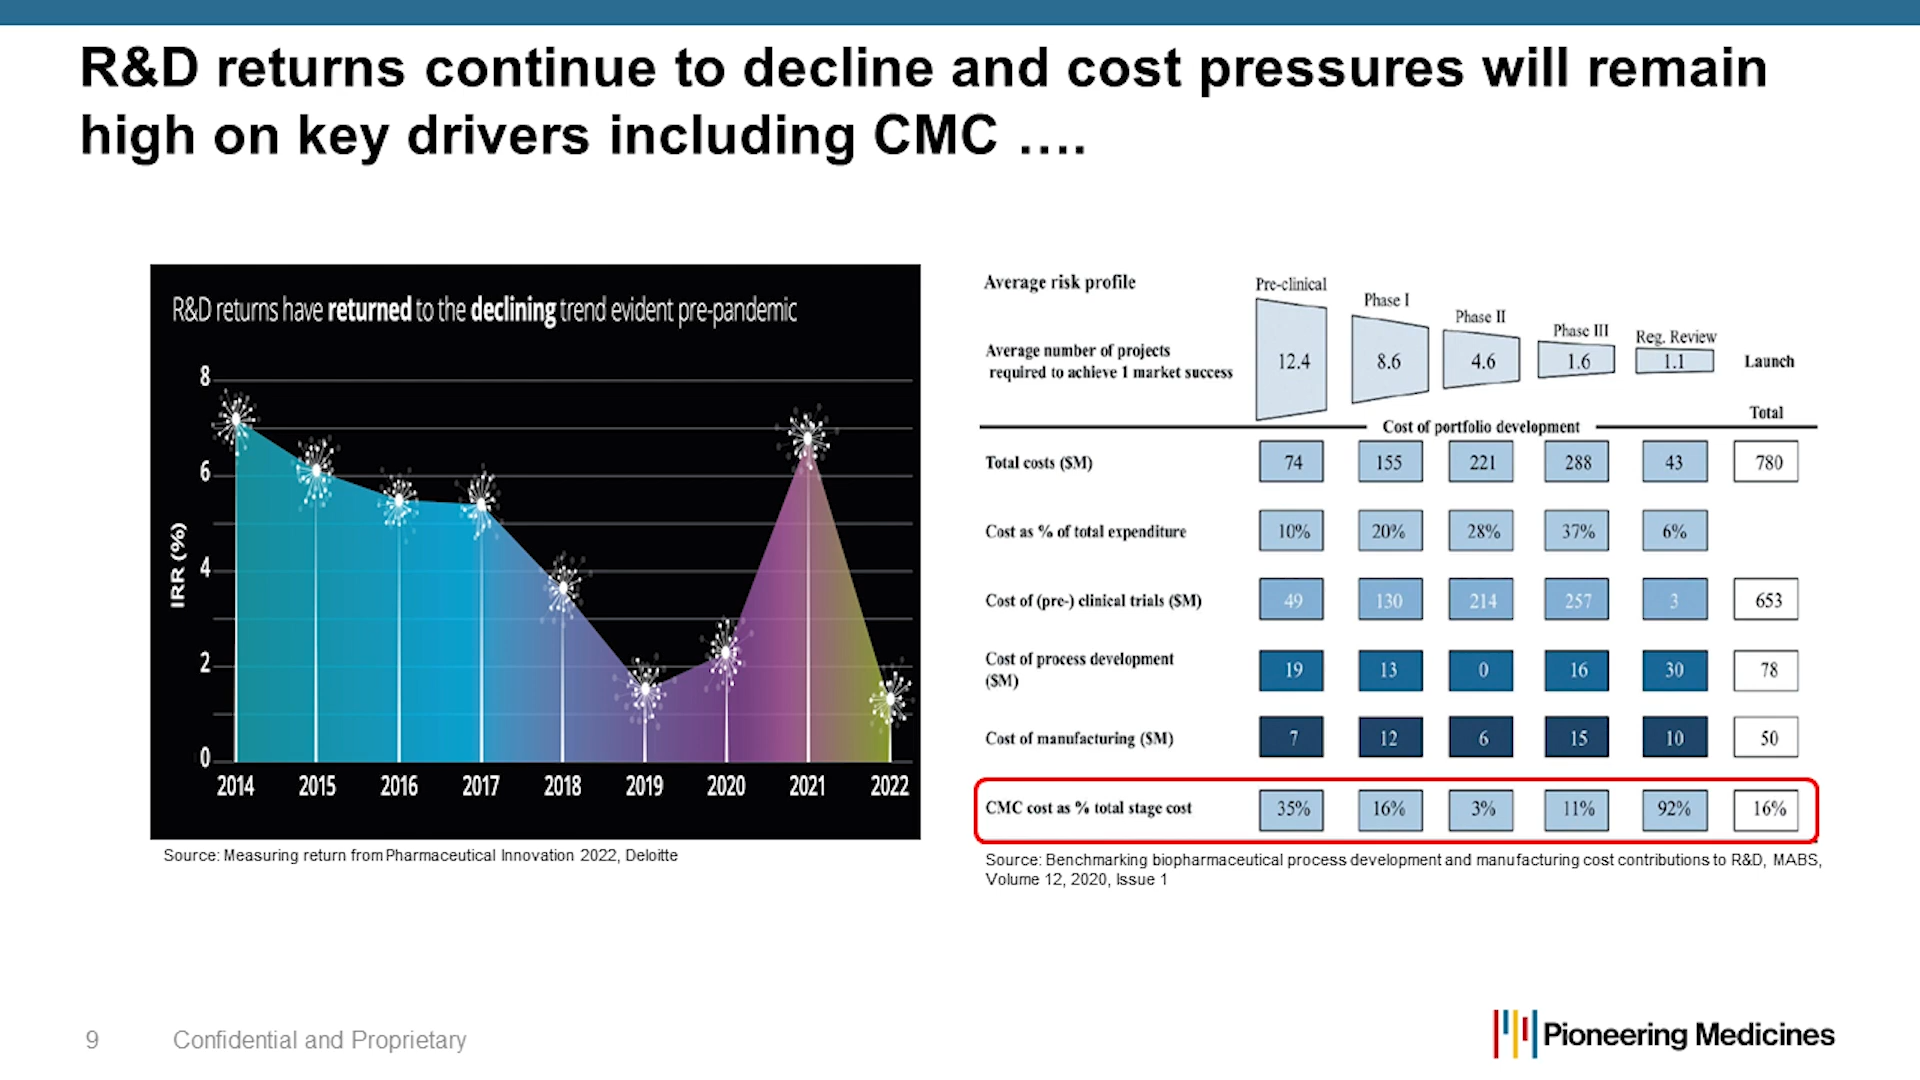 R&D returns continue to decline and cost pressures will remain
high on key drivers including CMC ....
R&D returns have returned to the declining trend evident pre-pandemic
IRR (%)
8
6
4
2
0
2014 2015 2016 2017 2018 2019 2020 2021 2022
Source: Measuring return from Pharmaceutical Innovation 2022, Deloitte
Average risk profile
Pre-clinical
Phase I
Phase II
Phase III
Reg. Review
Average number of projects
required to achieve 1 market success
12.4 8.6 4.6 1.6 1.1 Launch
Total
Cost of portfolio development
Total costs ($M) 74 155 221 288 43 780
Cost as % of total expenditure 10% 20% 28% 37% 6%
Cost of (pre-) clinical trials ($M) 49 130 214 257 3 653
Cost of process development
($M) 19 13 0 16 30 78
Cost of manufacturing ($M) 7 12 6 15 10 50
CMC cost as % total stage cost 35% 16% 3% 11% 92% 16%
Source: Benchmarking biopharmaceutical process development and manufacturing cost contributions to R&D, MABS,
Volume 12, 2020, Issue 1
9 Confidential and Proprietary
Pioneering Medicines